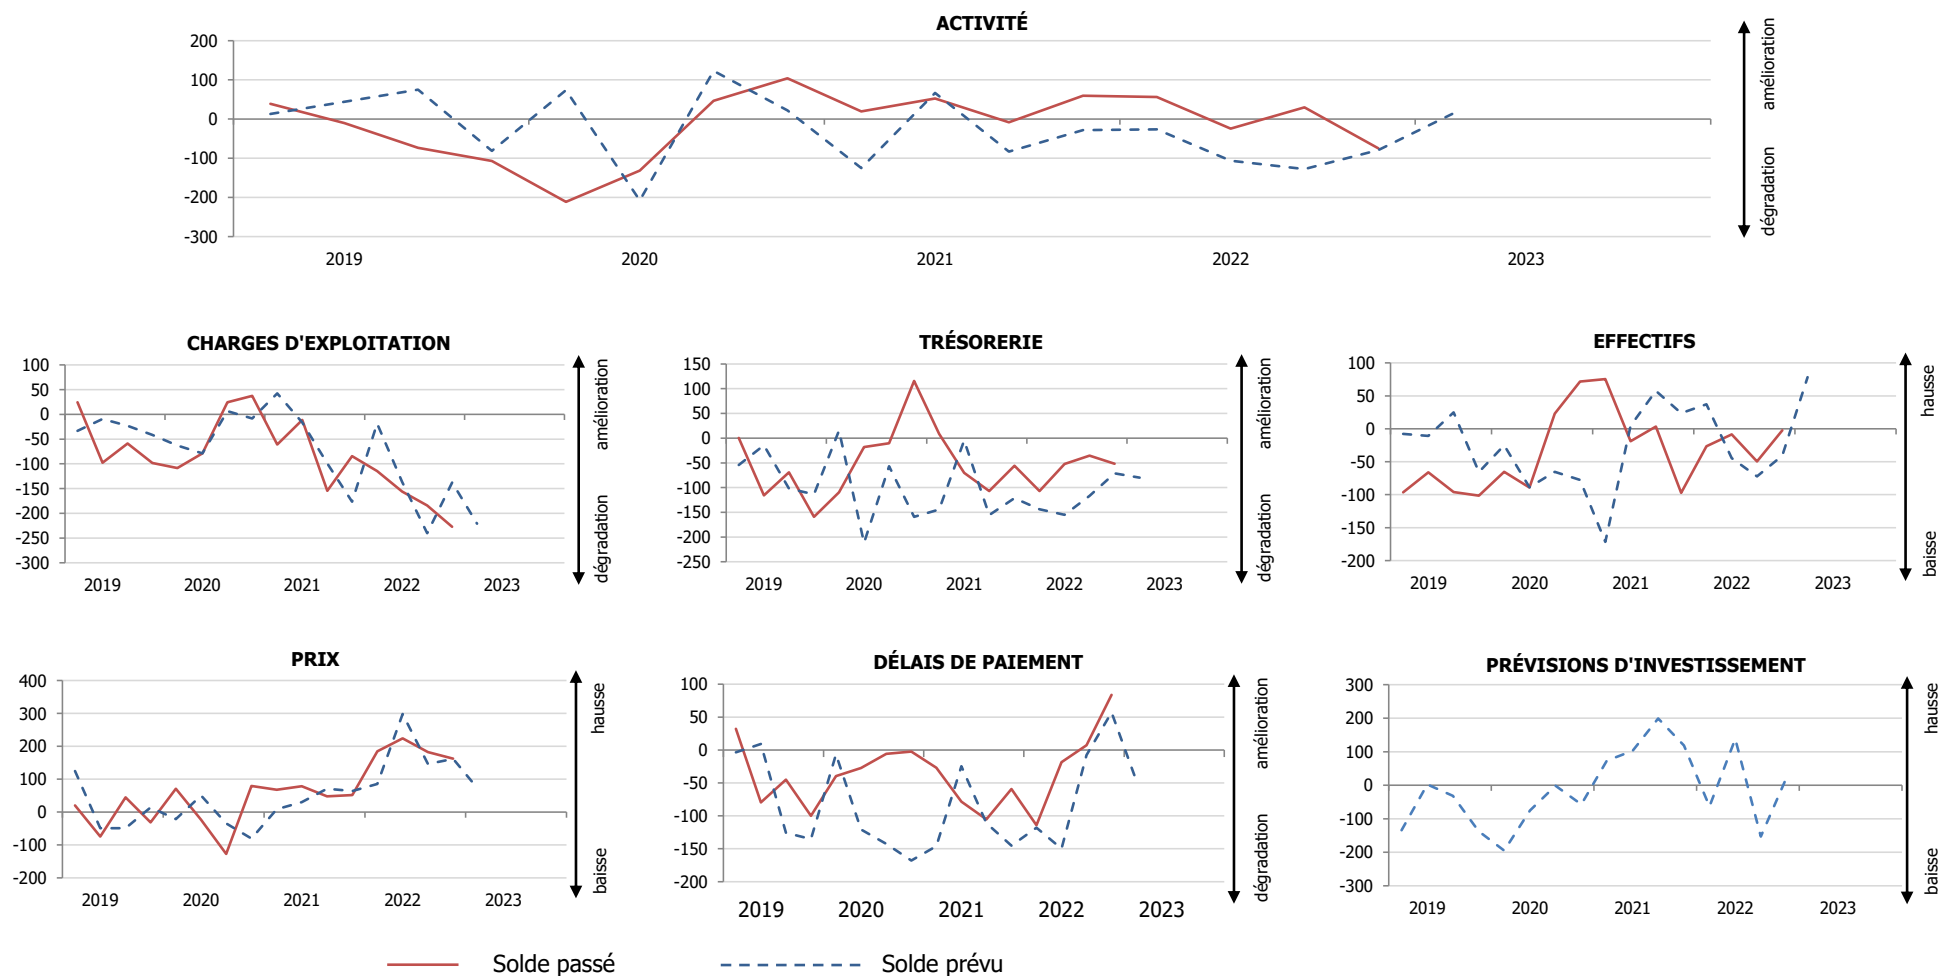 ACTIVITÉ
200
100
0
-100
-200
-300
2019 2020 2021 2022 2023
amélioration
dégradation
CHARGES D'EXPLOITATION
100
50
0
-50
-100
-150
-200
-250
-300
2019 2020 2021 2022 2023
amélioration
dégradation
TRÉSORERIE
150
100
50
0
-50
-100
-150
-200
-250
2019 2020 2021 2022 2023
amélioration
dégradation
EFFECTIFS
100
50
0
-50
-100
-150
-200
2019 2020 2021 2022 2023
hausse
baisse
PRIX
400
300
200
100
0
-100
-200
2019 2020 2021 2022 2023
hausse
baisse
DÉLAIS DE PAIEMENT
100
50
0
-50
-100
-150
-200
2019 2020 2021 2022 2023
amélioration
dégradation
PRÉVISIONS D'INVESTISSEMENT
300
200
100
0
-100
-200
-300
2019 2020 2021 2022 2023
hausse
baisse
Solde passé Solde prévu